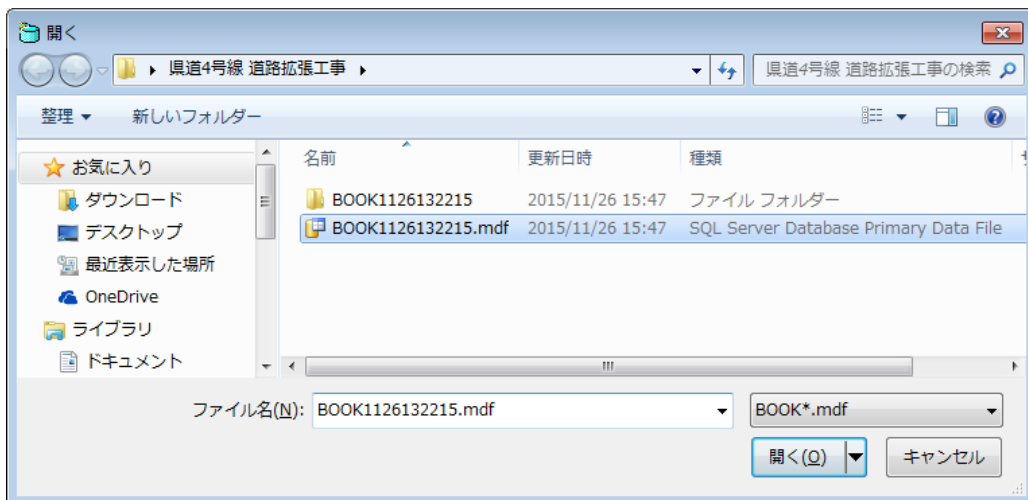 開く
県道4号線 道路拡張工事
県道4号線 道路拡張工事の検索
整理 新しいフォルダー
名前 更新日時 種類
お気に入り
ダウンロード
デスクトップ
最近表示した場所
OneDrive
ライブラリ
ドキュメント
BOOK1126132215 2015/11/26 15:47 ファイル フォルダー
BOOK1126132215.mdf 2015/11/26 15:47 SQL Server Database Primary Data File
ファイル名(N): BOOK1126132215.mdf BOOK*.mdf
開く(O) キャンセル